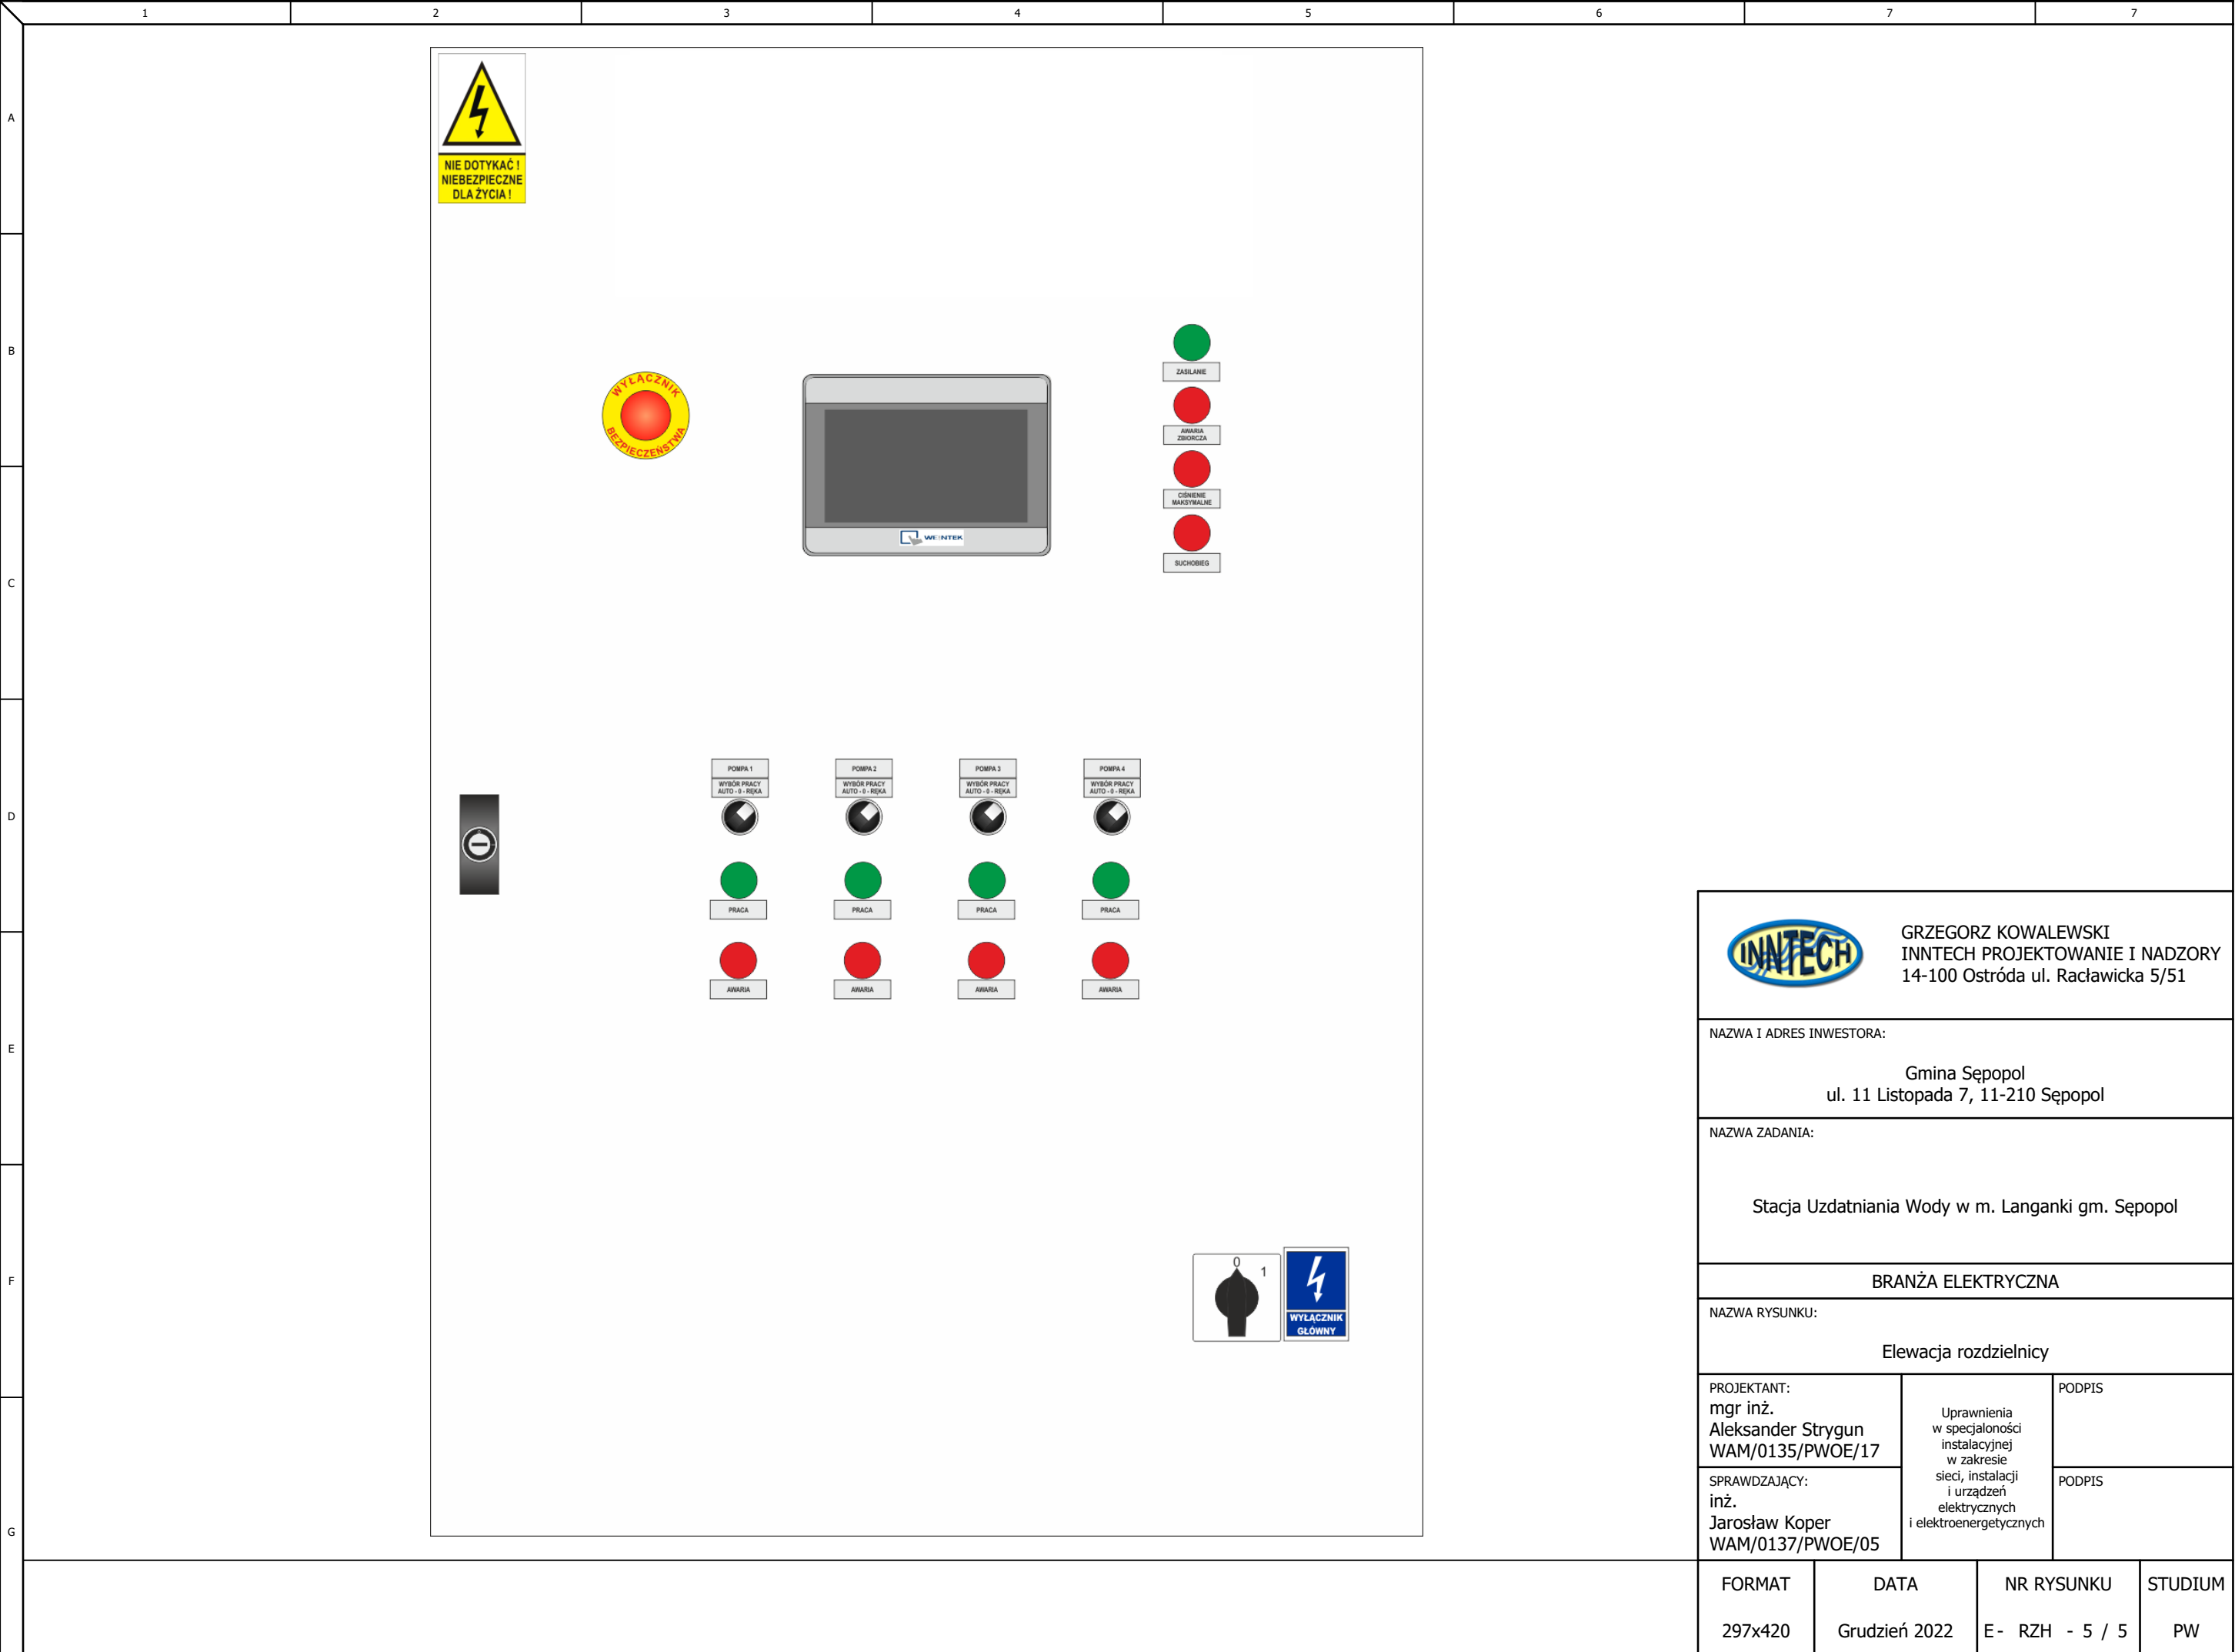 1 2 3 4 5 6 7 7
A
NIE DOTYKAĆ !
NIEBEZPIECZNE
DLA ŻYCIA !
B
WYŁĄCZNIK
BEZPIECZEŃSTWA
WEINTEK
ZASILANIE
AWARIA
ZBIORCZA
CIŚNIENIE
MAKSYMALNE
SUCHOBIEG
C
POMPA 1 POMPA 2 POMPA 3 POMPA 4
WYBÓR PRACY WYBÓR PRACY WYBÓR PRACY WYBÓR PRACY
AUTO - 0 - RĘKA AUTO - 0 - RĘKA AUTO - 0 - RĘKA AUTO - 0 - RĘKA
D
PRACA PRACA PRACA PRACA
AWARIA AWARIA AWARIA AWARIA
E
0
1
WYŁĄCZNIK
GŁÓWNY
F
G
INNTECH
GRZEGORZ KOWALEWSKI
INNTECH PROJEKTOWANIE I NADZORY
14-100 Ostróda ul. Racławicka 5/51
NAZWA I ADRES INWESTORA:
Gmina Sępopol
ul. 11 Listopada 7, 11-210 Sępopol
NAZWA ZADANIA:
Stacja Uzdatniania Wody w m. Langanki gm. Sępopol
BRANŻA ELEKTRYCZNA
NAZWA RYSUNKU:
Elewacja rozdzielnicy
PROJEKTANT:
mgr inż.
Aleksander Strygun
WAM/0135/PWOE/17
SPRAWDZAJĄCY:
inż.
Jarosław Koper
WAM/0137/PWOE/05
Uprawnienia
w specjaloności
instalacyjnej
w zakresie
sieci, instalacji
i urządzeń
elektrycznych
i elektroenergetycznych
PODPIS
PODPIS
FORMAT DATA NR RYSUNKU STUDIUM
297x420 Grudzień 2022 E - RZH - 5 / 5 PW